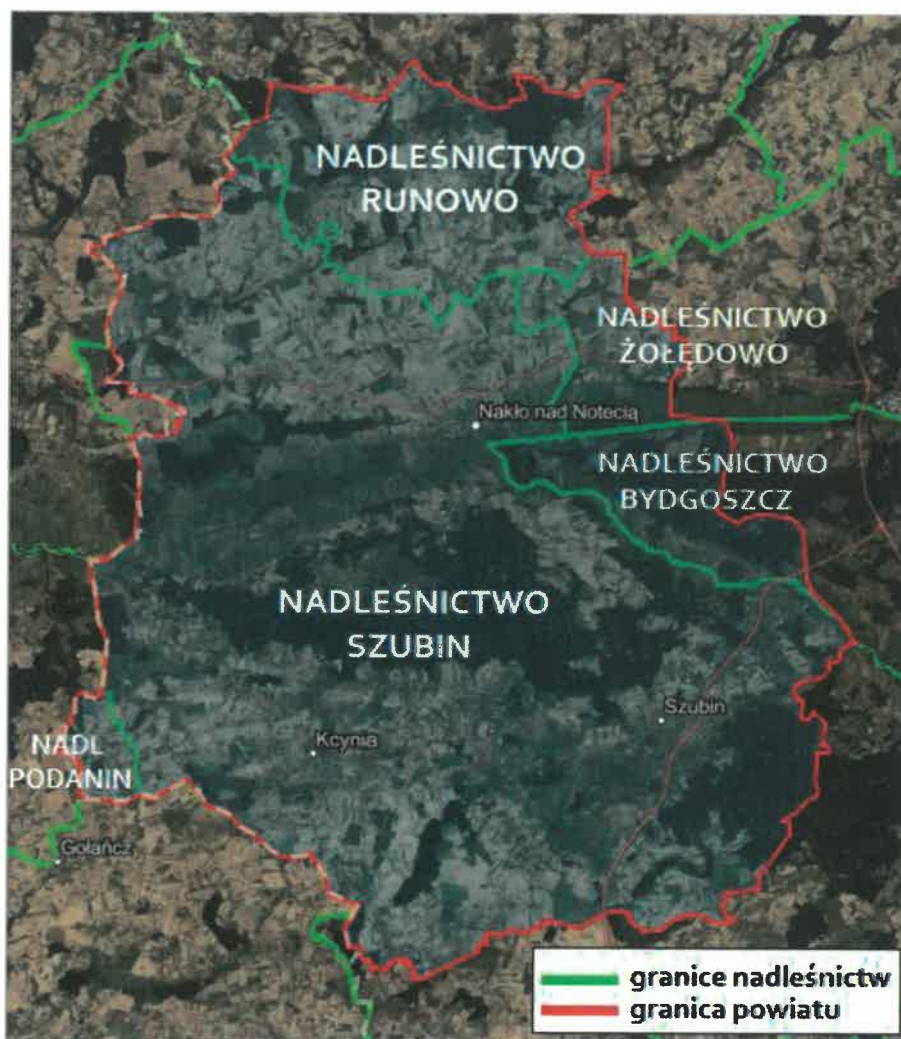 NADLEŚNICTWO
RUNOWO
NADLEŚNICTWO
ŻOŁĘDOWO
Nakło nad Notecią
NADLEŚNICTWO
BYDGOSZCZ
NADLEŚNICTWO
SZUBIN
Szubin
Kcynia
NADL
PODANIN
Gołańcz
granice nadleśnictw
granica powiatu